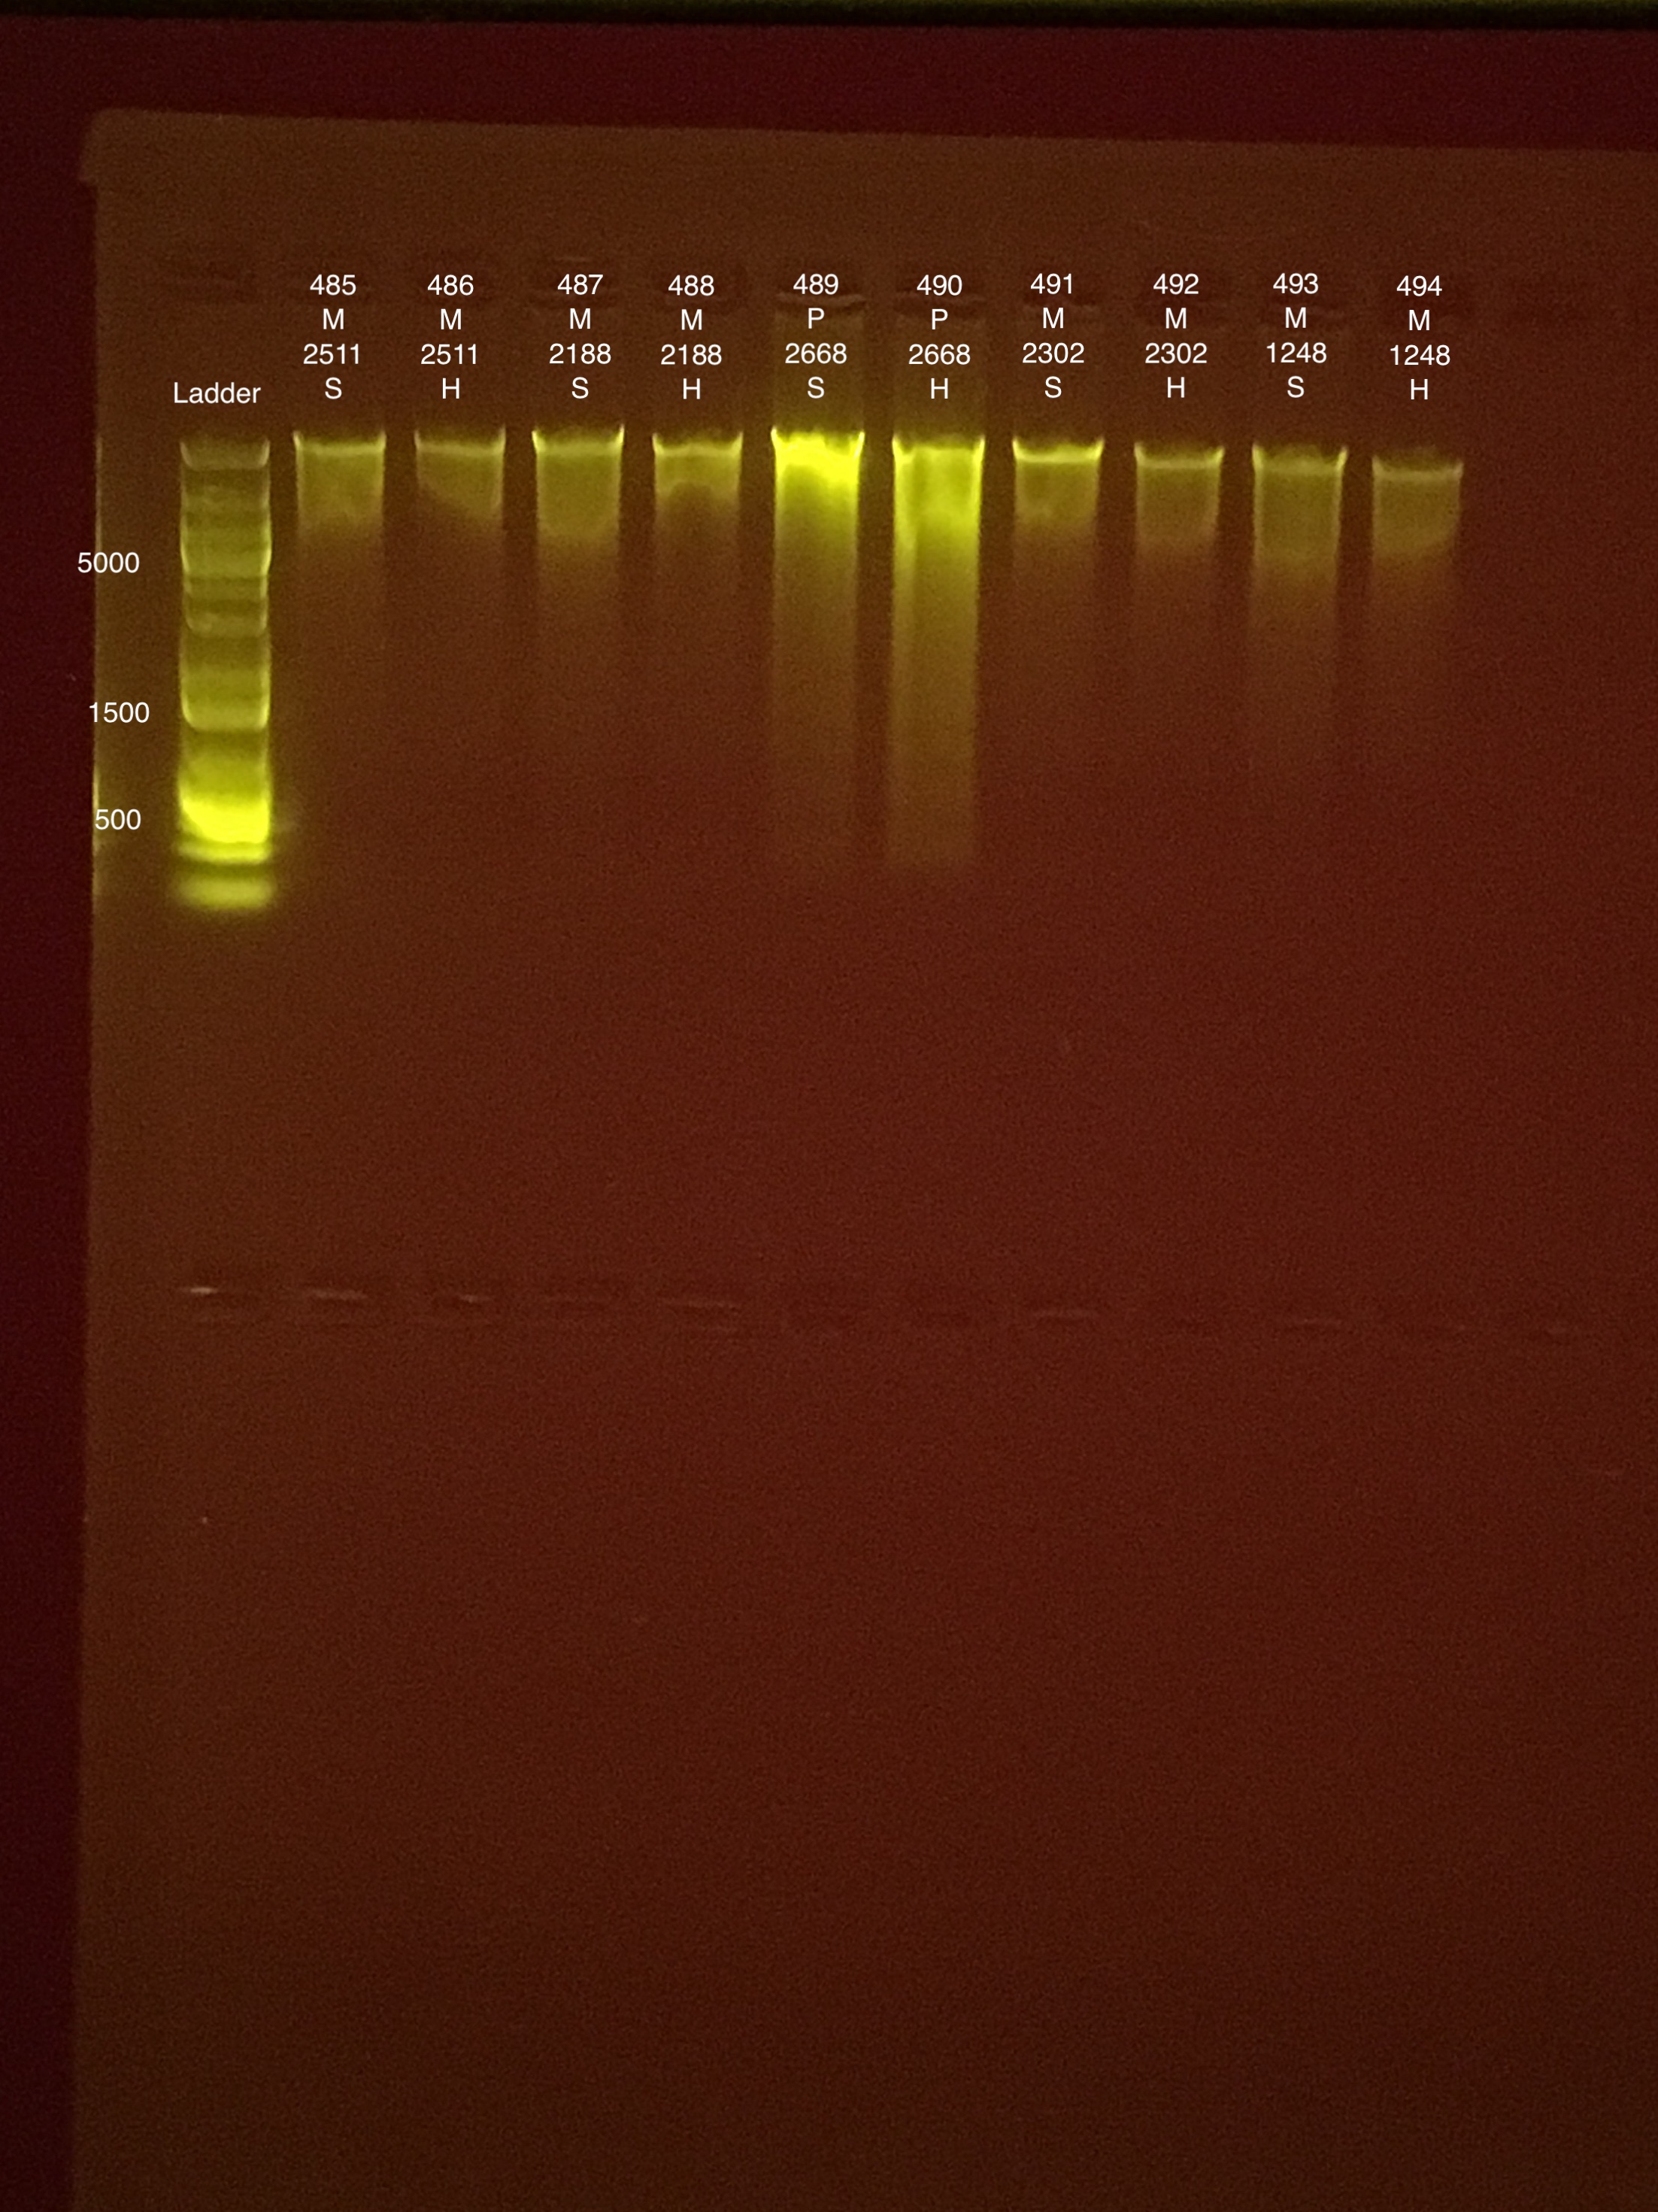 485 486 487 488 489 490 491 492 493 494
M M M M P P M M M M
2511 2511 2188 2188 2668 2668 2302 2302 1248 1248
Ladder S H S H S H S H S H
5000
1500
500